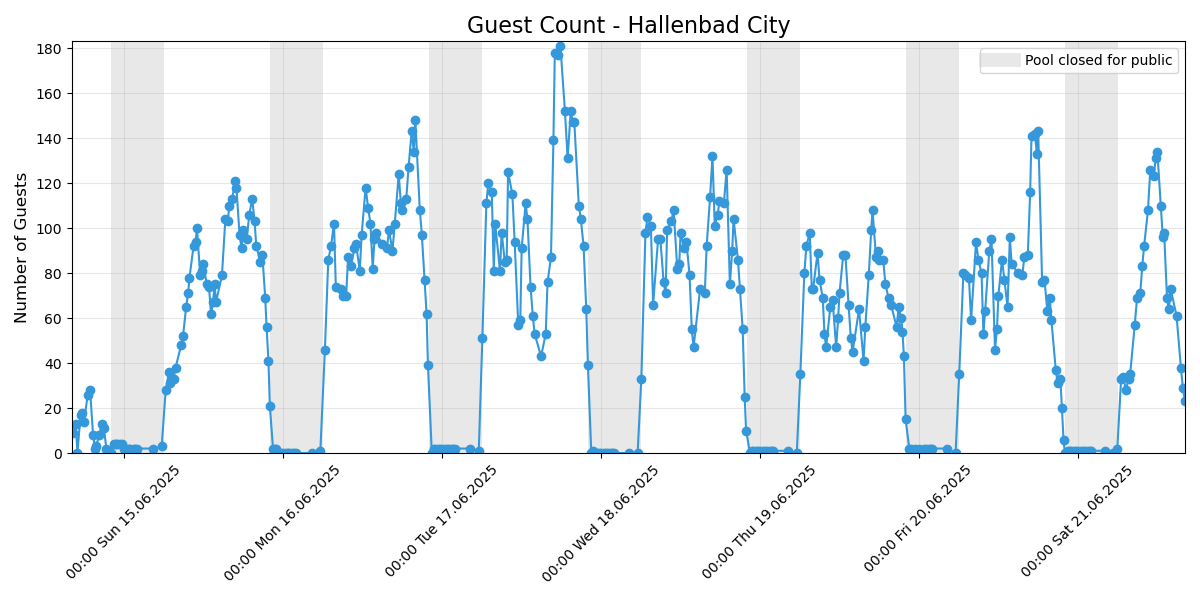 Guest Count - Hallenbad City
Pool closed for public
Number of Guests
180
160
140
120
100
80
60
40
20
0
00:00 Sun 15.06.2025
00:00 Mon 16.06.2025
00:00 Tue 17.06.2025
00:00 Wed 18.06.2025
00:00 Thu 19.06.2025
00:00 Fri 20.06.2025
00:00 Sat 21.06.2025